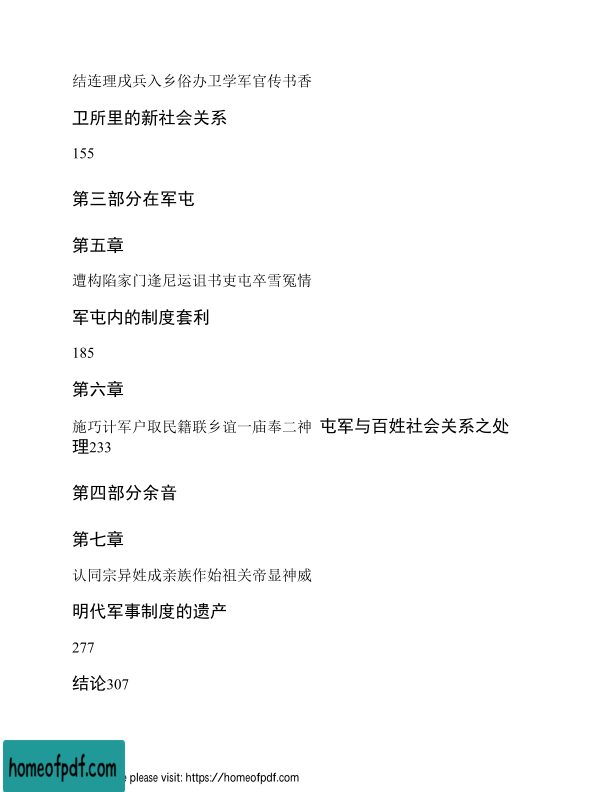 结连理戌兵入乡俗办卫学军官传书香
卫所里的新社会关系
155
第三部分在军屯
第五章
遭构陷家门逢尼运诅书吏屯卒雪冤情
军屯内的制度套利
185
第六章
施巧计军户取民籍联乡谊一庙奉二神 屯军与百姓社会关系之处
理233
第四部分余音
第七章
认同宗异姓成亲族作始祖关帝显神威
明代军事制度的遗产
277
结论307
homeofpdf.com
e please visit: https://homeofpdf.com